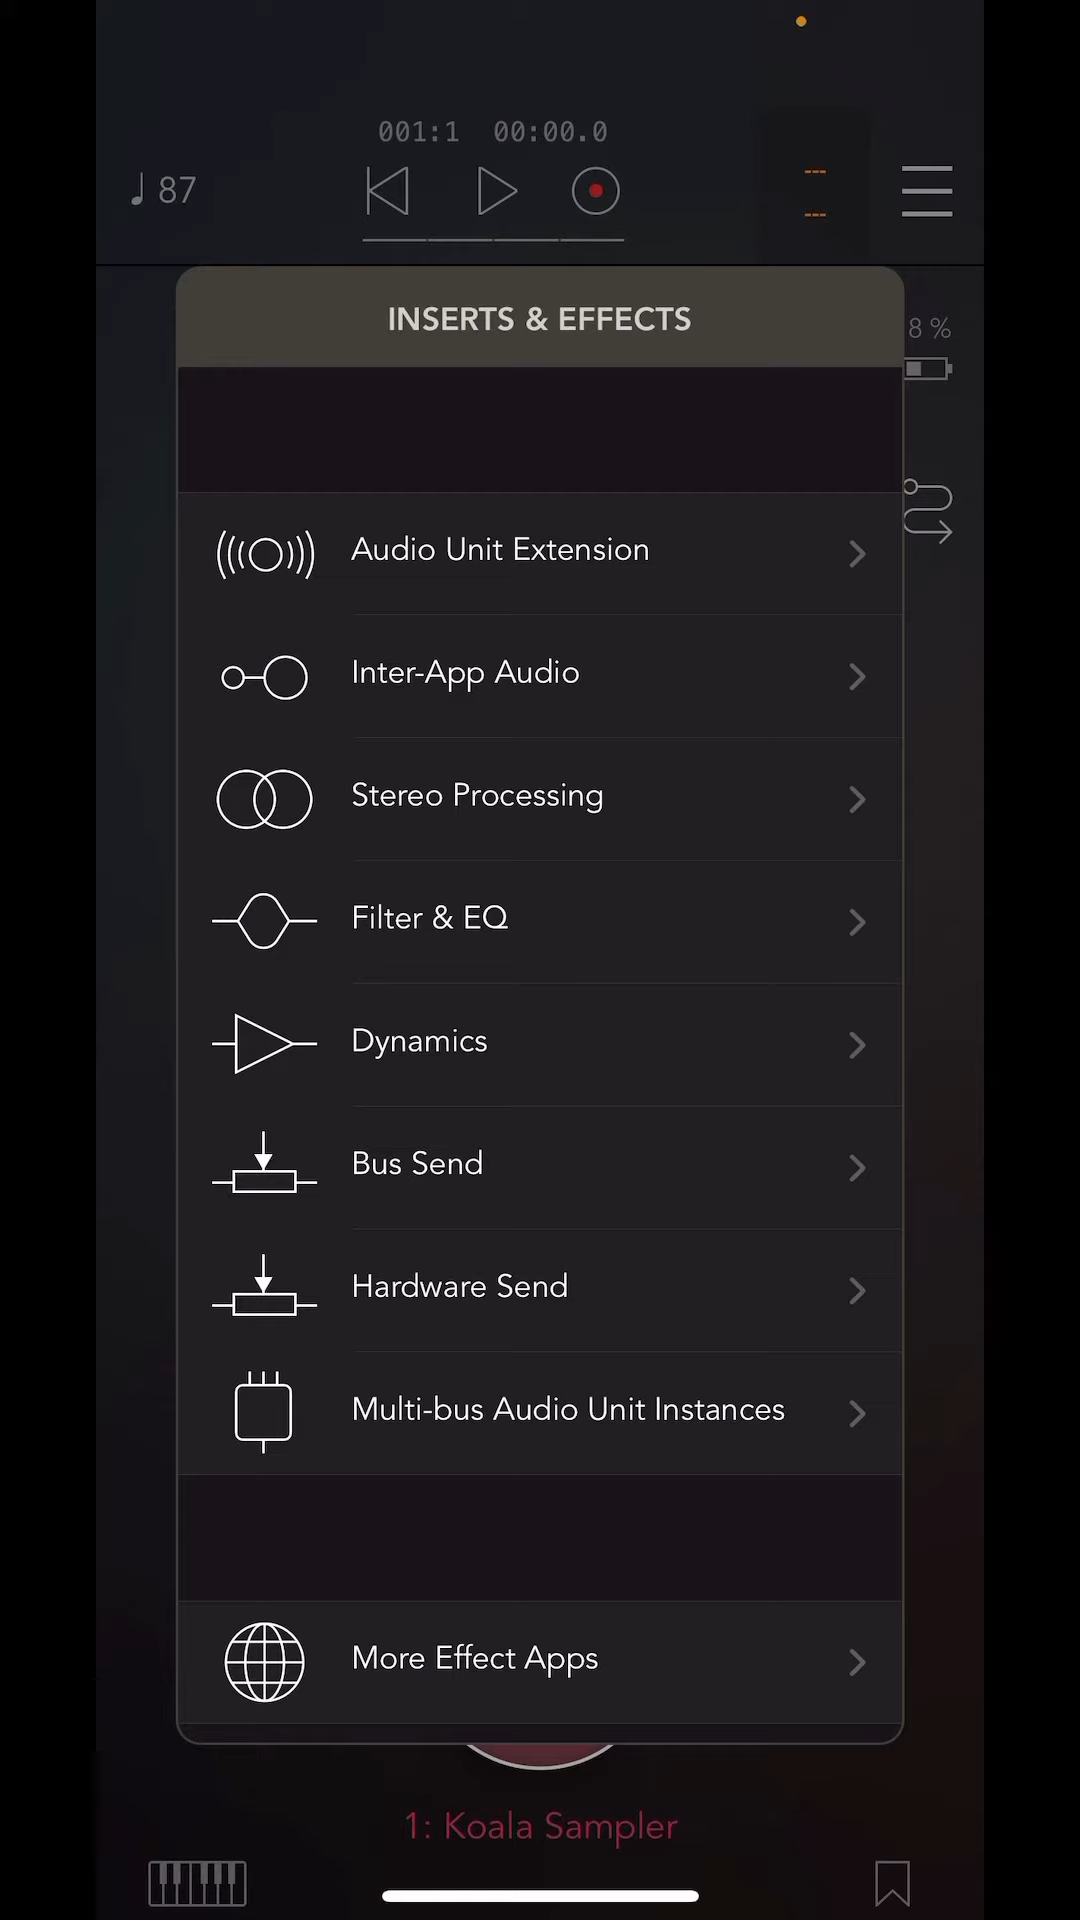 001:1 00:00.0
♩ 87
---
---
INSERTS & EFFECTS
8 %
Audio Unit Extension
Inter-App Audio
Stereo Processing
Filter & EQ
Dynamics
Bus Send
Hardware Send
Multi-bus Audio Unit Instances
More Effect Apps
1: Koala Sampler